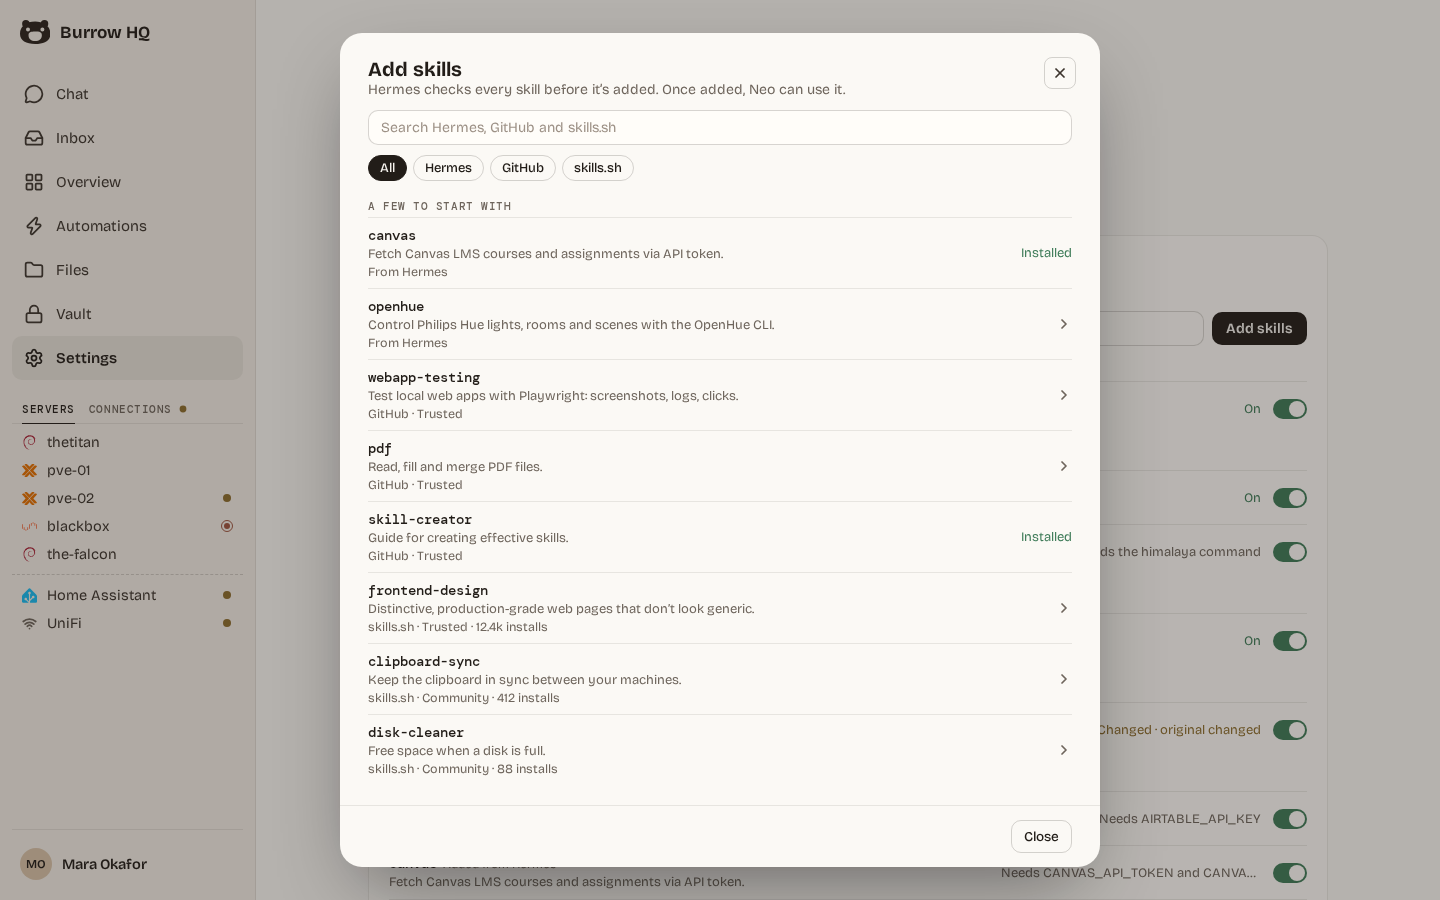 Burrow HQ
Chat
Inbox
Overview
Automations
Files
Vault
Settings
SERVERS CONNECTIONS
thetitan
pve-01
pve-02
blackbox
the-falcon
Home Assistant
UniFi
MO Mara Okafor
Add skills
Hermes checks every skill before it's added. Once added, Neo can use it.
Search Hermes, GitHub and skills.sh
All Hermes GitHub skills.sh
A FEW TO START WITH
canvas
Fetch Canvas LMS courses and assignments via API token.
From Hermes
Installed
openhue
Control Philips Hue lights, rooms and scenes with the OpenHue CLI.
From Hermes
webapp-testing
Test local web apps with Playwright: screenshots, logs, clicks.
GitHub · Trusted
pdf
Read, fill and merge PDF files.
GitHub · Trusted
skill-creator
Guide for creating effective skills.
GitHub · Trusted
Installed
frontend-design
Distinctive, production-grade web pages that don't look generic.
skills.sh · Trusted · 12.4k installs
clipboard-sync
Keep the clipboard in sync between your machines.
skills.sh · Community · 412 installs
disk-cleaner
Free space when a disk is full.
skills.sh · Community · 88 installs
Close
Add skills
On
On
the himalaya command
On
Changed · original changed
Needs AIRTABLE_API_KEY
Fetch Canvas LMS courses and assignments via API token.
Needs CANVAS_API_TOKEN and CANVA...